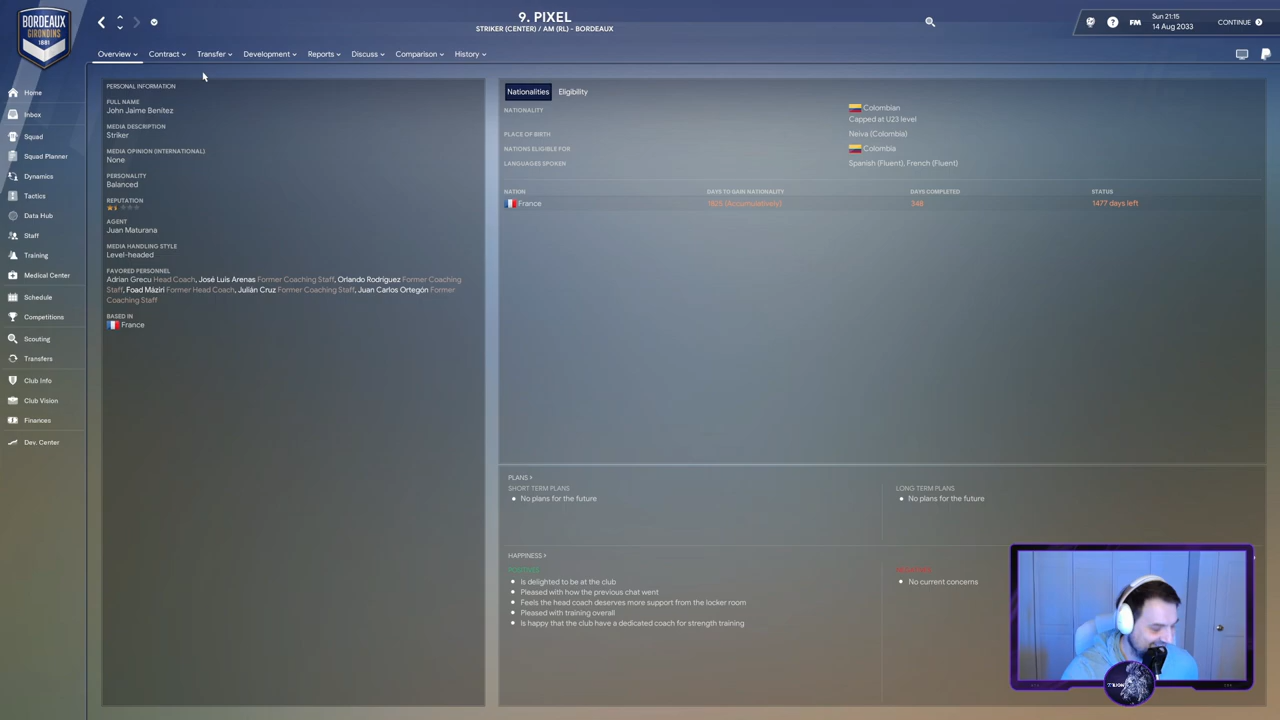 BORDEAUX
GIRONDINS
1881
9. PIXEL
STRIKER (CENTER) / AM (RL) - BORDEAUX
FM
Sun 21:15
14 Aug 2033
CONTINUE
Overview
Contract
Transfer
Development
Reports
Discuss
Comparison
History
Home
Inbox
Squad
Squad Planner
Dynamics
Tactics
Data Hub
Staff
Training
Medical Center
Schedule
Competitions
Scouting
Transfers
Club Info
Club Vision
Finances
Dev. Center
PERSONAL INFORMATION
FULL NAME
John Jaime Benitez
MEDIA DESCRIPTION
Striker
MEDIA OPINION (INTERNATIONAL)
None
PERSONALITY
Balanced
REPUTATION
AGENT
Juan Maturana
MEDIA HANDLING STYLE
Level-headed
FAVORED PERSONNEL
Adrian Grecu Head Coach, José Luis Arenas Former Coaching Staff, Orlando Rodríguez Former Coaching
Staff, Foad Máziri Former Head Coach, Julián Cruz Former Coaching Staff, Juan Carlos Ortegón Former
Coaching Staff
BASED IN
France
Nationalities
Eligibility
NATIONALITY
Colombian
Capped at U23 level
PLACE OF BIRTH
Neiva (Colombia)
NATIONS ELIGIBLE FOR
Colombia
LANGUAGES SPOKEN
Spanish (Fluent), French (Fluent)
NATION
DAYS TO GAIN NATIONALITY
DAYS COMPLETED
STATUS
France
1825 (Accumulatively)
348
1477 days left
PLANS
SHORT TERM PLANS
No plans for the future
LONG TERM PLANS
No plans for the future
HAPPINESS
Is delighted to be at the club
Pleased with how the previous chat went
Feels the head coach deserves more support from the locker room
Pleased with training overall
Is happy that the club have a dedicated coach for strength training
No current concerns